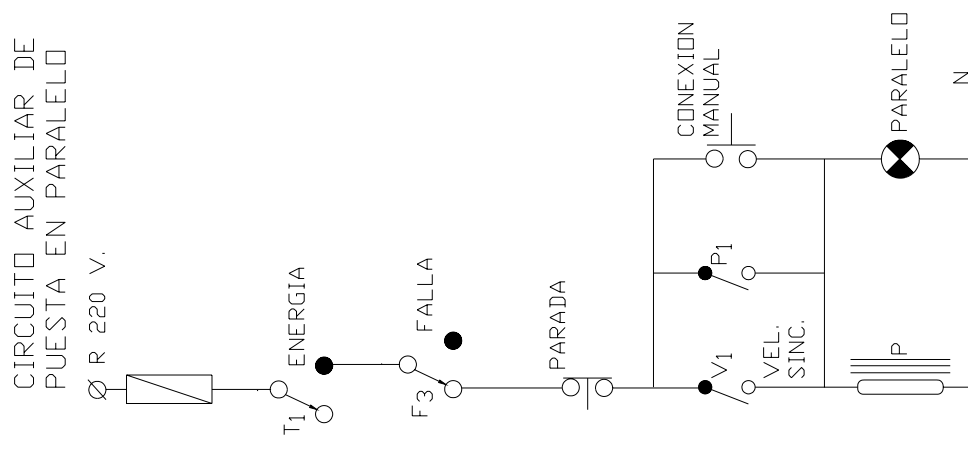 CIRCUITO AUXILIAR DE
PUESTA EN PARALELO
R 220 V.
T1
ENERGIA
F3
FALLA
PARADA
CONEXION
MANUAL
P1
V1
VEL.
SINC.
P
PARALELO
N